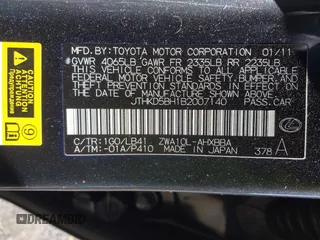 MFD. BY: TOYOTA MOTOR CORPORATION 01/11
GVWR 4065LB GAWR FR 2335LB RR 2235LB
THIS VEHICLE CONFORMS TO ALL APPLICABLE
FEDERAL MOTOR VEHICLE SAFETY, BUMPER, AND
THEFT PREVENTION STANDARDS IN EFFECT ON
THE DATE OF MANUFACTURE SHOWN ABOVE.
JTHKD5BH1B2007140 PASS. CAR
C/TR: 1G0/LB41 ZWA10L-AHXBBA
A/TM: -01A/P410 MADE IN JAPAN 378 A
9
DREAMBID